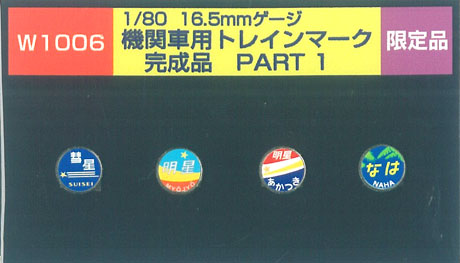 W1006
1/80 16.5mmゲージ
機関車用トレインマーク
完成品 PART 1
限定品
彗星
SUISEI
明星
MYŌJYŌ
明星
あかつき
なは
NAHA